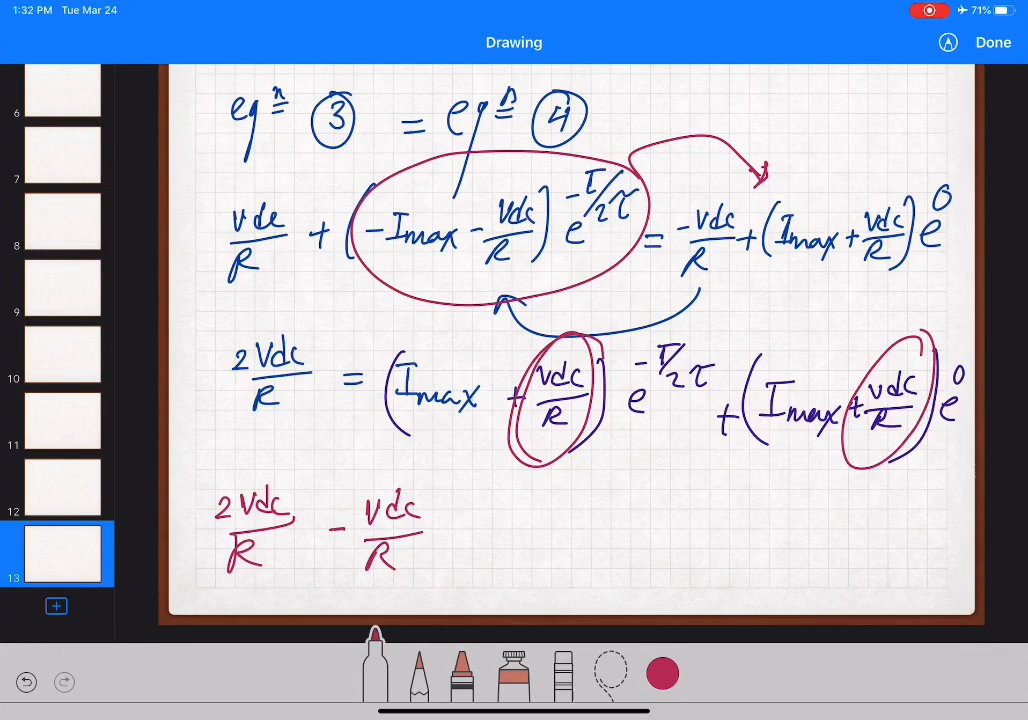 1:32 PM Tue Mar 24
71%
Drawing
Done
6
7
8
9
10
11
12
13
eqⁿ ③ = eqⁿ ④
Vdc/R + (-Imax - Vdc/R) e^(-T/2τ) = -Vdc/R + (Imax + Vdc/R) e^0
2Vdc/R = (Imax + Vdc/R) e^(-T/2τ) + (Imax + Vdc/R) e^0
2Vdc/R - Vdc/R